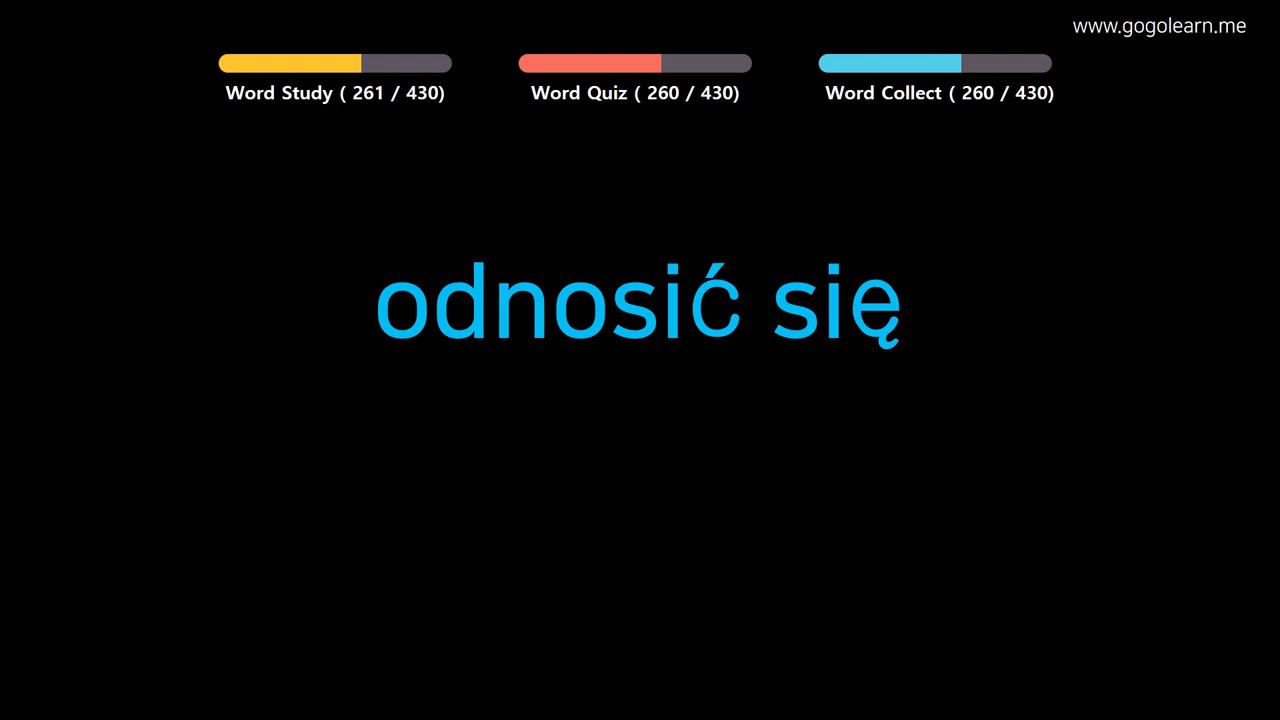 www.gogolearn.me
Word Study ( 261 / 430)
Word Quiz ( 260 / 430)
Word Collect ( 260 / 430)
odnosić się